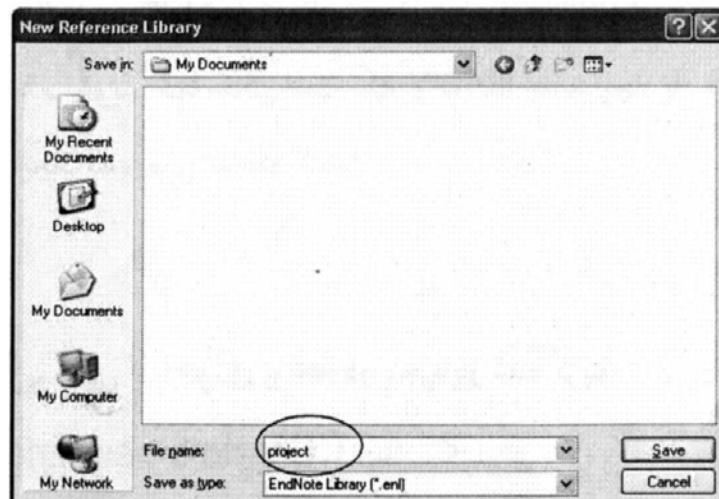 New Reference Library
Save in: My Documents
My Recent
Documents
Desktop
My Documents
My Computer
My Network
File name: project Save
Save as type: EndNote Library (*.enl) Cancel